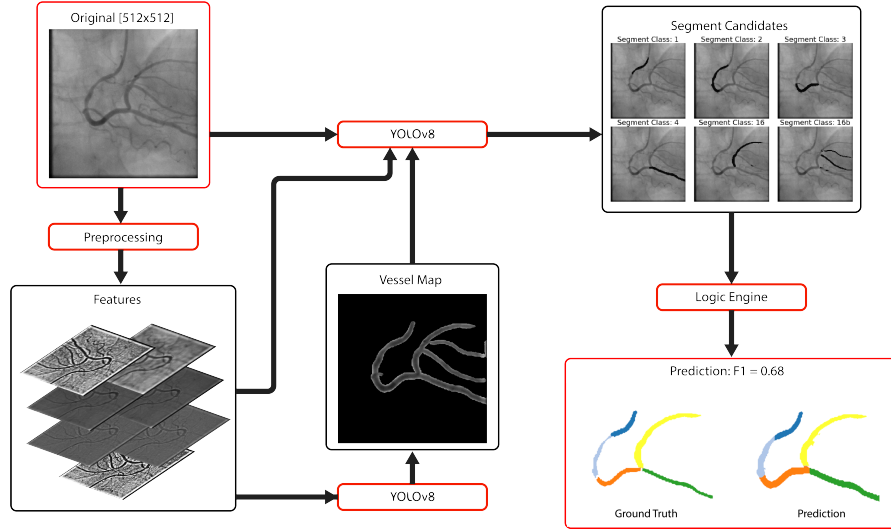 Original [512x512]
Preprocessing
Features
YOLOv8
Vessel Map
YOLOv8
Segment Candidates
Segment Class: 1
Segment Class: 2
Segment Class: 3
Segment Class: 4
Segment Class: 16
Segment Class: 16b
Logic Engine
Prediction: F1 = 0.68
Ground Truth
Prediction